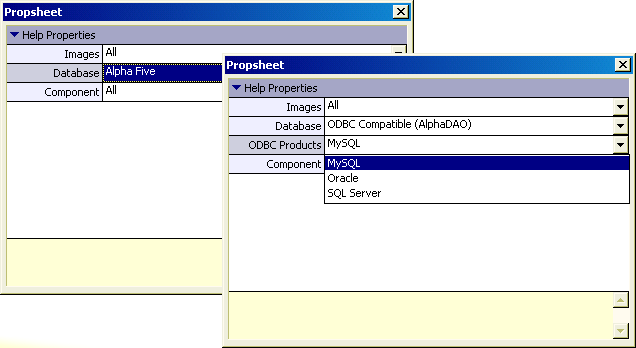 Propsheet
Help Properties
Images All
Database Alpha Five
Component All
Propsheet
Help Properties
Images All
Database ODBC Compatible (AlphaDAO)
ODBC Products MySQL
Component MySQL
Oracle
SQL Server